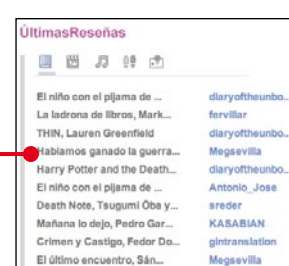 ÚltimasReseñas
El niño con el pijama de ... diaryoftheunbo..
La ladrona de libros, Mark... fervillar
THIN, Lauren Greenfield diaryoftheunbo..
Habíamos ganado la guerra... Megsevilla
Harry Potter and the Death... diaryoftheunbo..
El niño con el pijama de ... Antonio_Jose
Death Note, Tsugumi Ōba y... sreder
Mañana lo dejo, Pedro Gar... KASABIAN
Crimen y Castigo, Fedor Do... gintranslation
El último encuentro, Sán... Megsevilla